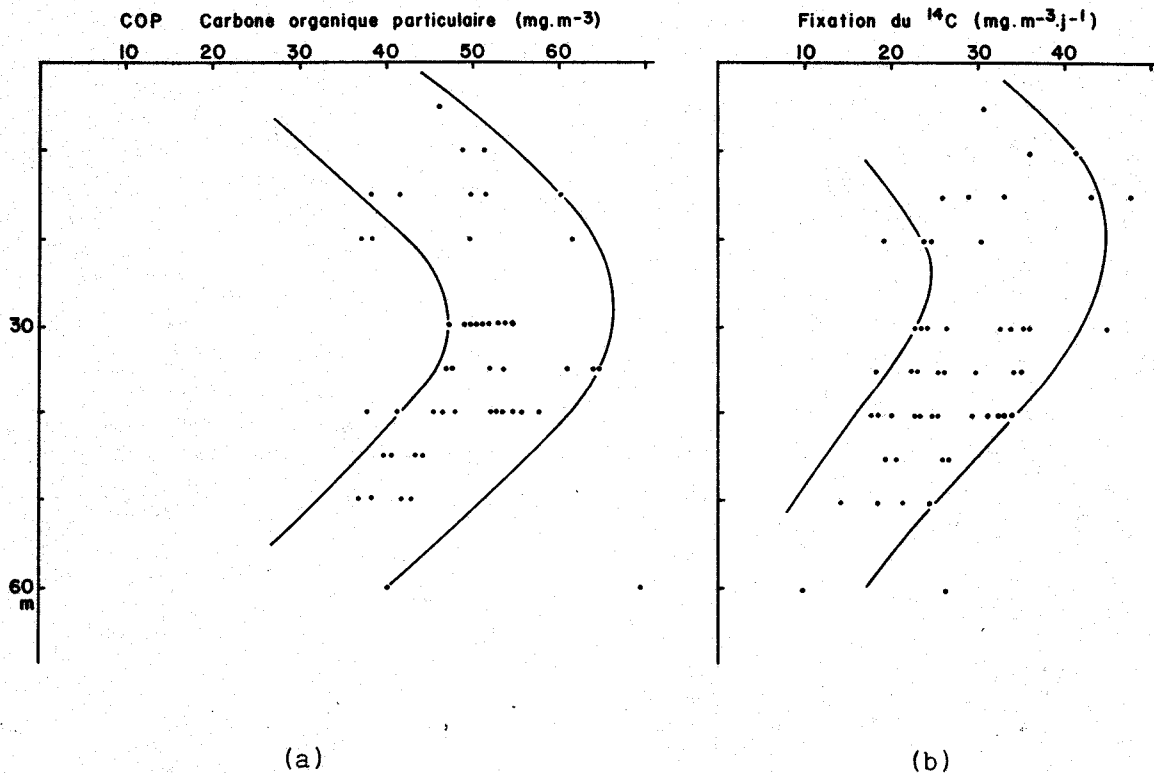 COP Carbone organique particulaire (mg.m-3)
10 20 30 40 50 60
30
60
m
(a)
Fixation du 14C (mg.m-3.j-1)
10 20 30 40
(b)